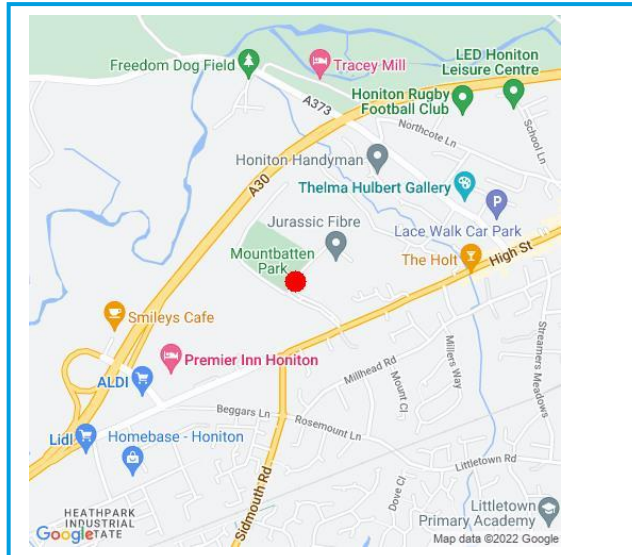 LED Honiton
Leisure Centre
Freedom Dog Field
Tracey Mill
Honiton Rugby
Football Club
A373
Northcote Ln
School Ln
Honiton Handyman
A30
Thelma Hulbert Gallery
Jurassic Fibre
Lace Walk Car Park
P
Mountbatten
Park
The Holt
High St
Smileys Cafe
Premier Inn Honiton
Millhead Rd
Millers Way
Streamers Meadows
ALDI
Mount Cl
Beggars Ln
Rosemount Ln
Lidl
Homebase - Honiton
Littletown Rd
Sidmouth Rd
Dove Cl
Littletown
Primary Academy
HEATHPARK
INDUSTRIAL
ESTATE
Google
Map data ©2022 Google